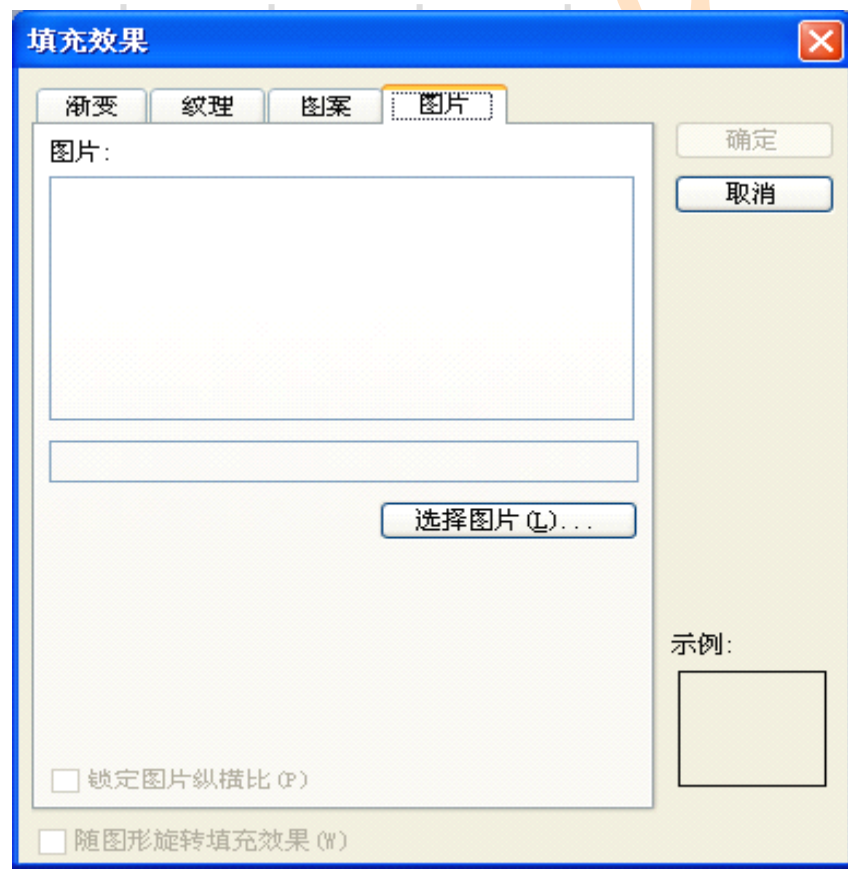 填充效果
渐变 纹理 图案 图片
图片:
确定
取消
选择图片(L)...
示例:
锁定图片纵横比(P)
随图形旋转填充效果(W)